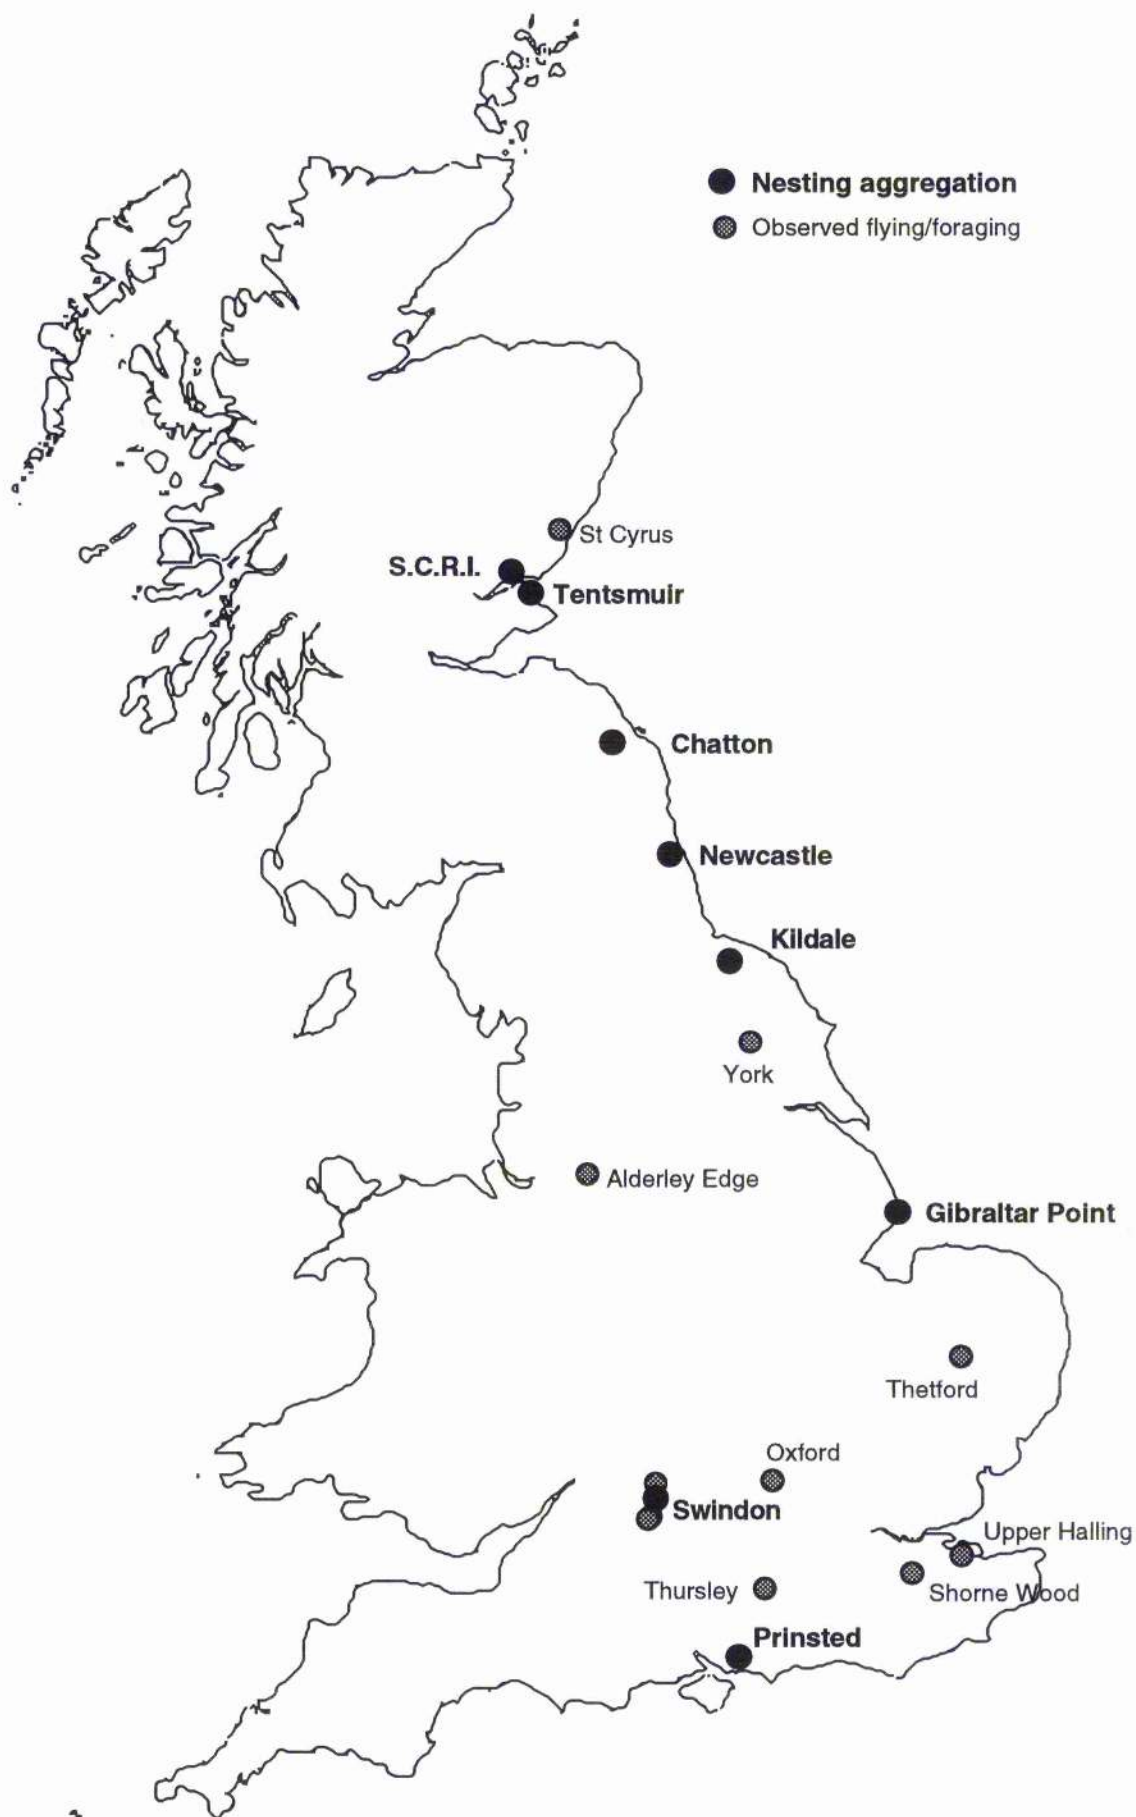 Nesting aggregation
Observed flying/foraging
St Cyrus
S.C.R.I.
Tentsmuir
Chatton
Newcastle
Kildale
York
Alderley Edge
Gibraltar Point
Thetford
Oxford
Swindon
Upper Halling
Thursley
Shorne Wood
Prinsted